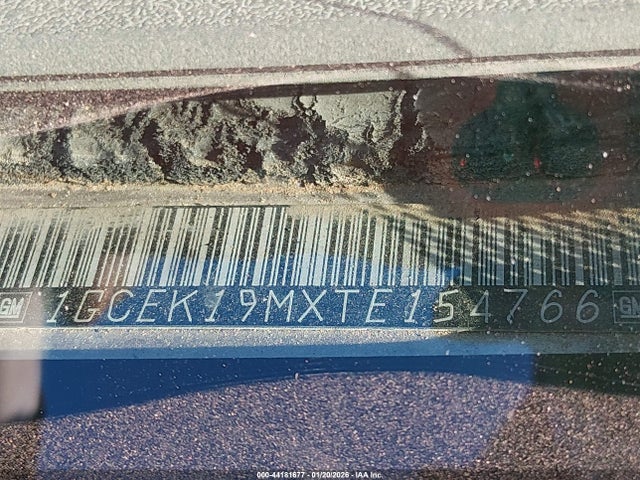 GM 1GCEK19MXTE154766 GM
000-44181677 - 01/20/2026 - IAA Inc.